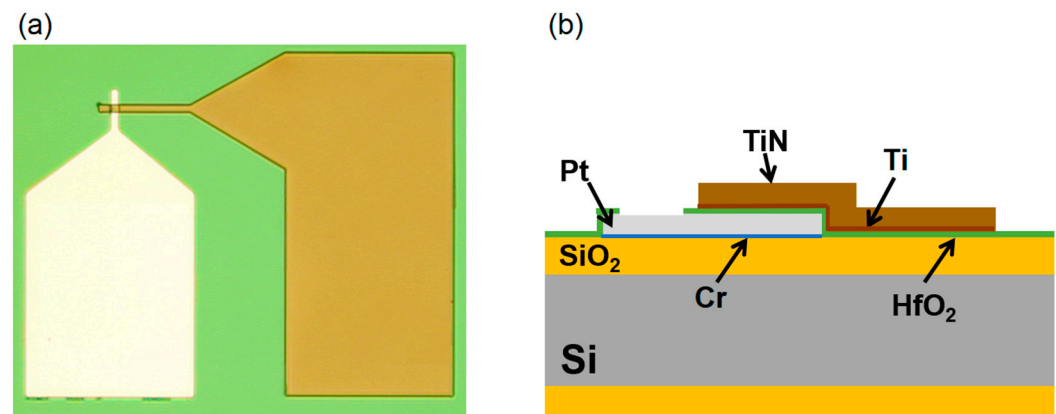 (a)
(b)
TiN
Pt
Ti
SiO₂
Cr
HfO₂
Si